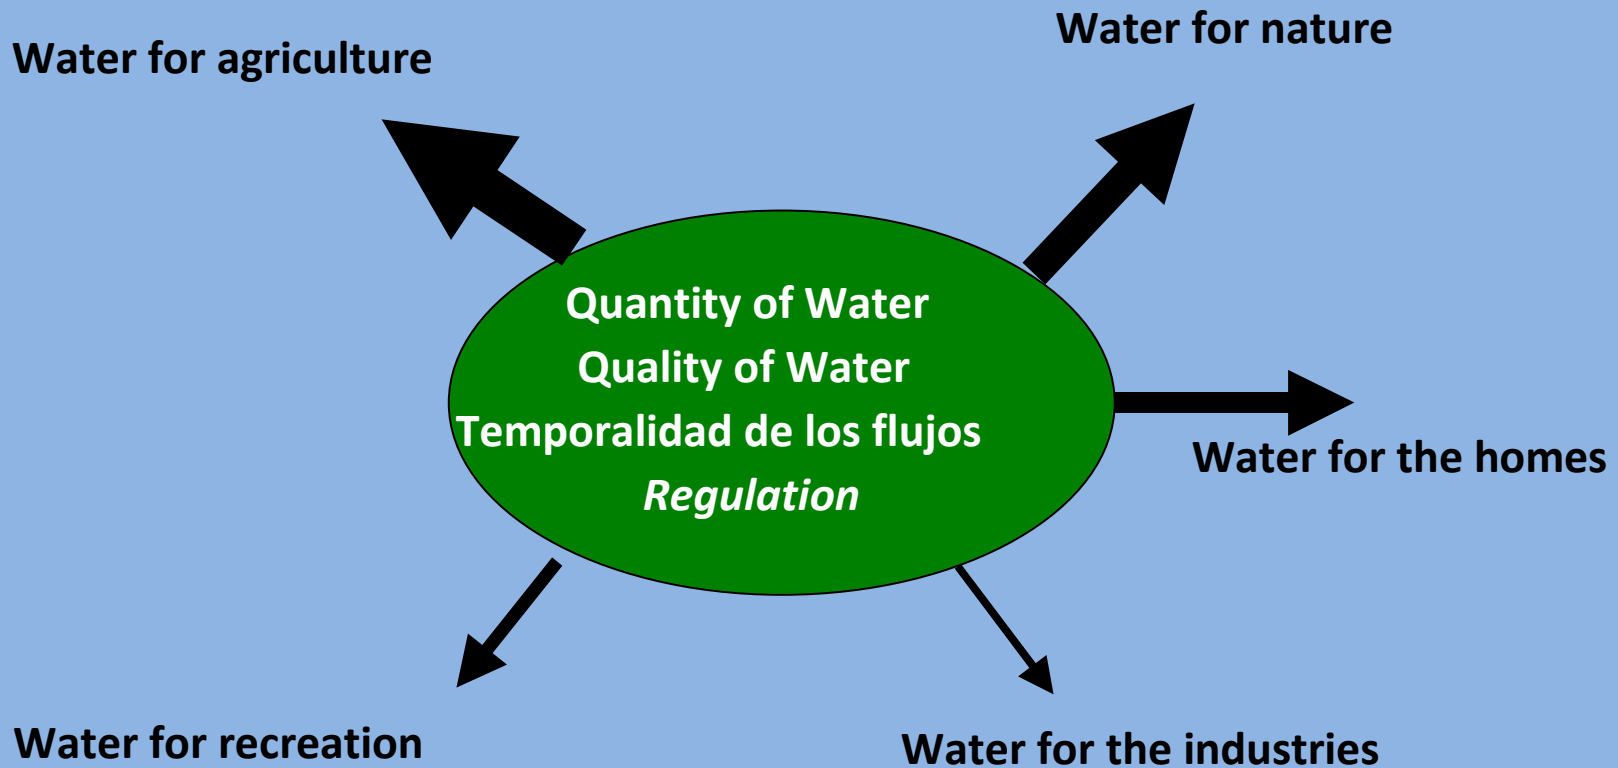 Water for agriculture
Water for nature
Quantity of Water
Quality of Water
Temporalidad de los flujos
Regulation
Water for the homes
Water for recreation
Water for the industries